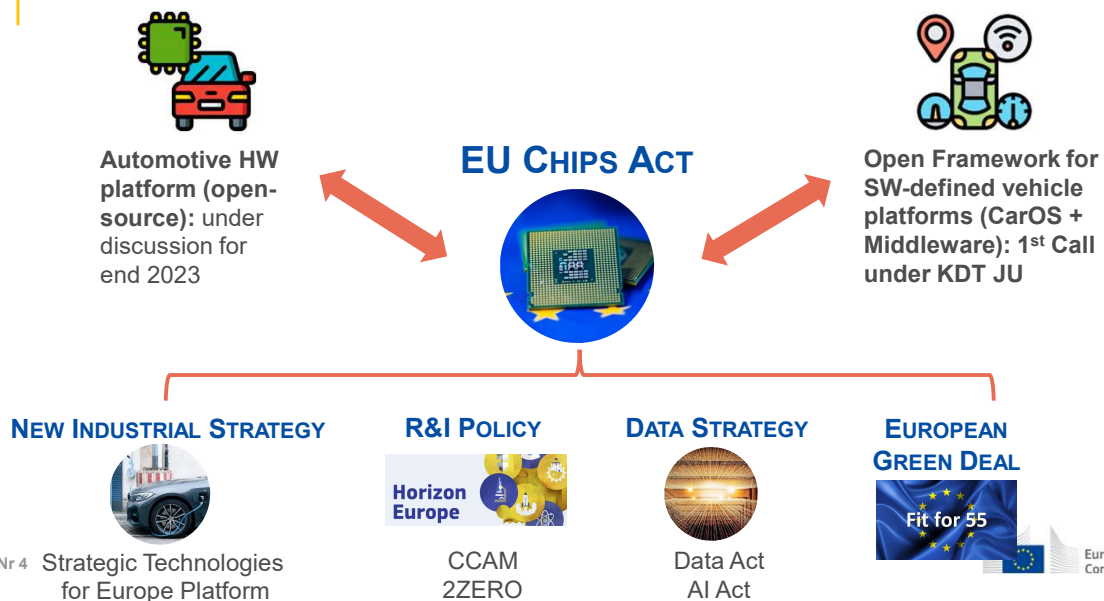 EU CHIPS ACT
Automotive HW
platform (open-
source): under
discussion for
end 2023
Open Framework for
SW-defined vehicle
platforms (CarOS +
Middleware): 1st Call
under KDT JU
NEW INDUSTRIAL STRATEGY
Strategic Technologies
for Europe Platform
R&I POLICY
Horizon
Europe
CCAM
2ZERO
DATA STRATEGY
Data Act
AI Act
EUROPEAN
GREEN DEAL
Fit for 55
Nr 4